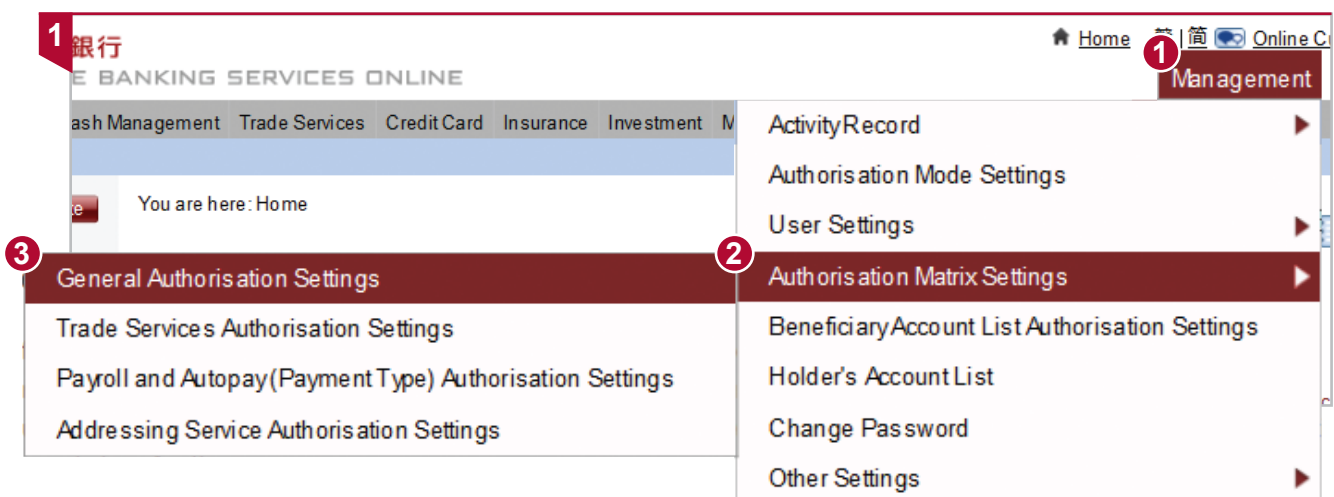 1
銀行
Home 繁 | 简 Online
1
E BANKING SERVICES ONLINE
Management
ash Management Trade Services Credit Card Insurance Investment M
Activity Record
Authorisation Mode Settings
You are here: Home
User Settings
3
2
General Authorisation Settings
Authorisation Matrix Settings
Trade Services Authorisation Settings
Beneficiary Account List Authorisation Settings
Payroll and Autopay (Payment Type) Authorisation Settings
Holder's Account List
Addressing Service Authorisation Settings
Change Password
Other Settings